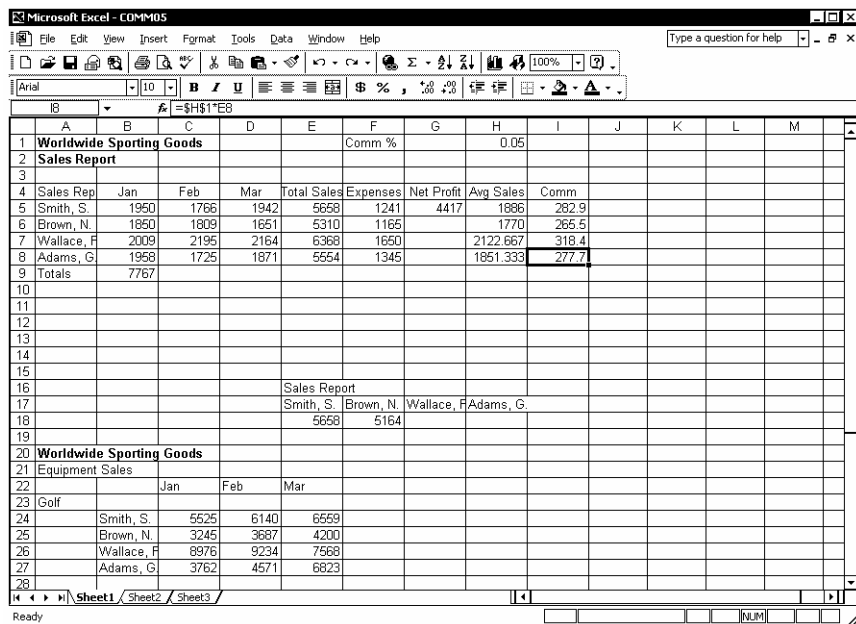 Microsoft Excel - COMM05
File Edit View Insert Format Tools Data Window Help Type a question for help
100%
Arial 10 B I U $ % ,
I8 fx =$H$1*E8
A B C D E F G H I J K L M
1 Worldwide Sporting Goods Comm % 0.05
2 Sales Report
3
4 Sales Rep Jan Feb Mar Total Sales Expenses Net Profit Avg Sales Comm
5 Smith, S. 1950 1766 1942 5658 1241 4417 1886 282.9
6 Brown, N. 1850 1809 1651 5310 1165 1770 265.5
7 Wallace, F 2009 2195 2164 6368 1650 2122.667 318.4
8 Adams, G. 1958 1725 1871 5554 1345 1851.333 277.7
9 Totals 7767
10
11
12
13
14
15
16 Sales Report
17 Smith, S. Brown, N. Wallace, F Adams, G.
18 5658 5164
19
20 Worldwide Sporting Goods
21 Equipment Sales
22 Jan Feb Mar
23 Golf
24 Smith, S. 5525 6140 6559
25 Brown, N. 3245 3687 4200
26 Wallace, F 8976 9234 7568
27 Adams, G. 3762 4571 6823
28
Sheet1 Sheet2 Sheet3
Ready NUM